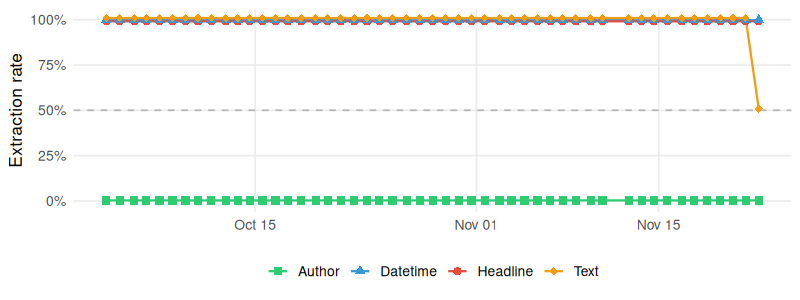 Extraction rate
100%
75%
50%
25%
0%
Oct 15 Nov 01 Nov 15
Author Datetime Headline Text